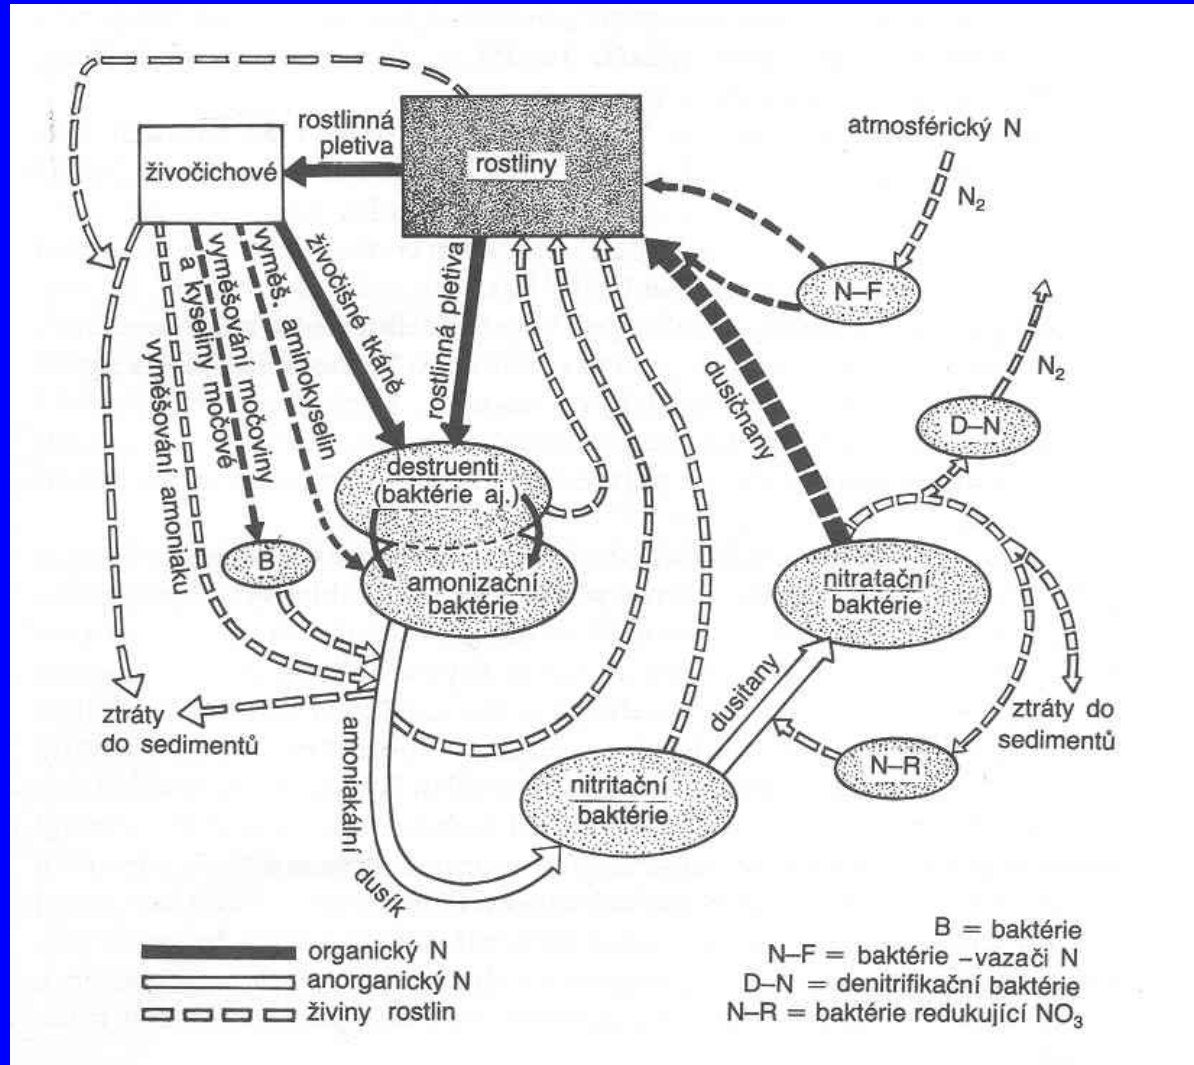 rostlinná
pletiva
živočichové
rostliny
atmosférický N
N₂
N–F
N₂
D–N
živočišné tkáně
vyměš. aminokyselin
vyměšování močoviny
a kyseliny močové
vyměšování amoniaku
rostlinná pletiva
dusičnany
destruenti
(baktérie aj.)
B
amonizační
baktérie
nitratační
baktérie
dusitany
ztráty
do sedimentů
ztráty do
sedimentů
N–R
nitritační
baktérie
amoniakální dusík
organický N
anorganický N
živiny rostlin
B = baktérie
N–F = baktérie –vazači N
D–N = denitrifikační baktérie
N–R = baktérie redukující NO₃